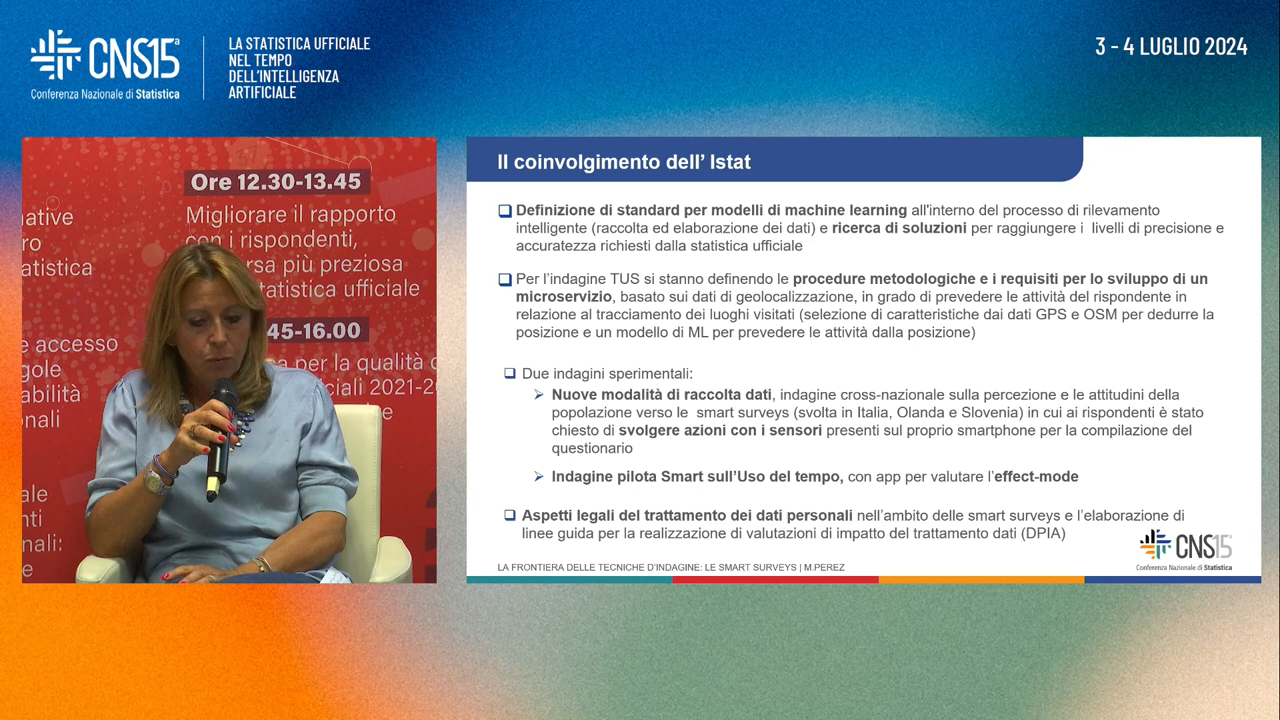 CNS15ª
Conferenza Nazionale di Statistica
LA STATISTICA UFFICIALE
NEL TEMPO
DELL'INTELLIGENZA
ARTIFICIALE
3 - 4 LUGLIO 2024
Ore 12.30-13.45
Migliorare il rapporto
con i rispondenti,
rsa più preziosa
tatistica ufficiale
45-16.00
a per la qualità
ciali 2021-2
ative
ro
atistica
e accesso
gole
abilità
onali
ale
nti
nali:
e
Il coinvolgimento dell' Istat
Definizione di standard per modelli di machine learning all'interno del processo di rilevamento
intelligente (raccolta ed elaborazione dei dati) e ricerca di soluzioni per raggiungere i livelli di precisione e
accuratezza richiesti dalla statistica ufficiale
Per l'indagine TUS si stanno definendo le procedure metodologiche e i requisiti per lo sviluppo di un
microservizio, basato sui dati di geolocalizzazione, in grado di prevedere le attività del rispondente in
relazione al tracciamento dei luoghi visitati (selezione di caratteristiche dai dati GPS e OSM per dedurre la
posizione e un modello di ML per prevedere le attività dalla posizione)
Due indagini sperimentali:
Nuove modalità di raccolta dati, indagine cross-nazionale sulla percezione e le attitudini della
popolazione verso le smart surveys (svolta in Italia, Olanda e Slovenia) in cui ai rispondenti è stato
chiesto di svolgere azioni con i sensori presenti sul proprio smartphone per la compilazione del
questionario
Indagine pilota Smart sull'Uso del tempo, con app per valutare l'effect-mode
Aspetti legali del trattamento dei dati personali nell'ambito delle smart surveys e l'elaborazione di
linee guida per la realizzazione di valutazioni di impatto del trattamento dati (DPIA)
CNS15ª
Conferenza Nazionale di Statistica
LA FRONTIERA DELLE TECNICHE D'INDAGINE: LE SMART SURVEYS | M.PEREZ